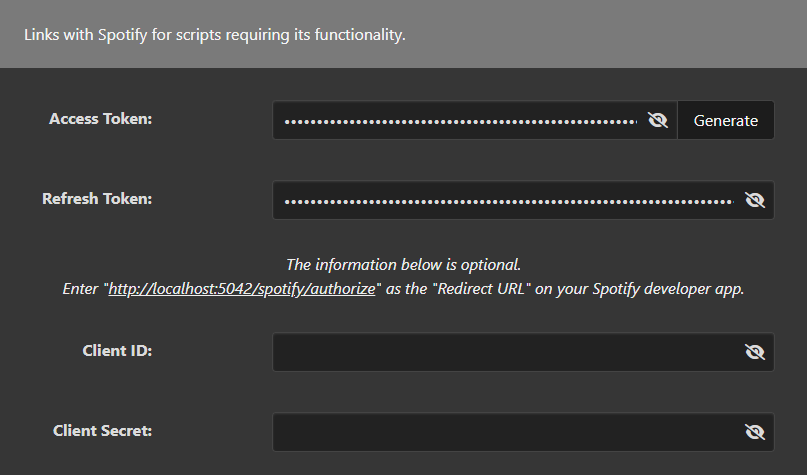 Links with Spotify for scripts requiring its functionality.
Access Token:
Generate
Refresh Token:
The information below is optional.
Enter "http://localhost:5042/spotify/authorize" as the "Redirect URL" on your Spotify developer app.
Client ID:
Client Secret: